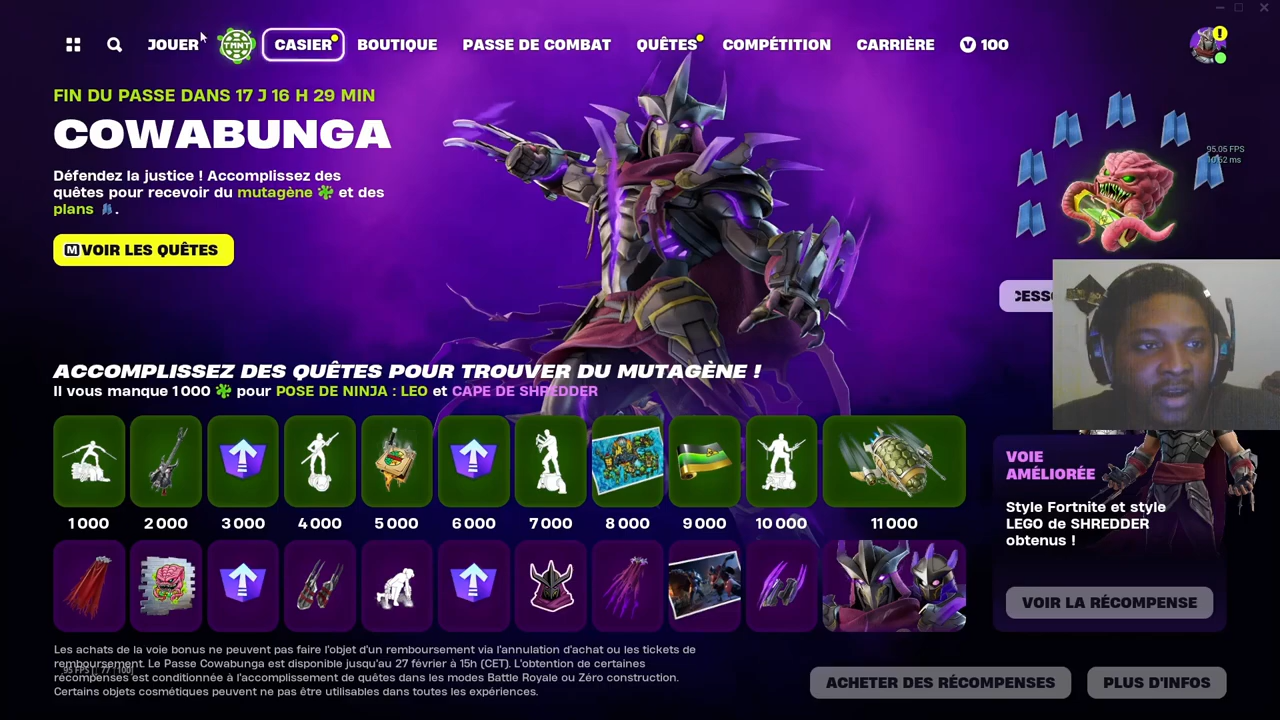 JOUER
TMNT
CASIER
BOUTIQUE
PASSE DE COMBAT
QUÊTES
COMPÉTITION
CARRIÈRE
V 100
!
FIN DU PASSE DANS 17 J 16 H 29 MIN
COWABUNGA
Défendez la justice ! Accomplissez des
quêtes pour recevoir du mutagène et des
plans .
M VOIR LES QUÊTES
95.05 FPS
ACCOMPLISSEZ DES QUÊTES POUR TROUVER DU MUTAGÈNE !
Il vous manque 1 000 pour POSE DE NINJA : LEO et CAPE DE SHREDDER
1 000
2 000
3 000
4 000
5 000
6 000
7 000
8 000
9 000
10 000
11 000
VOIE
AMÉLIORÉE
Style Fortnite et style
LEGO de SHREDDER
obtenus !
VOIR LA RÉCOMPENSE
Les achats de la voie bonus ne peuvent pas faire l'objet d'un remboursement via l'annulation d'achat ou les tickets de
remboursement. Le Passe Cowabunga est disponible jusqu'au 27 février à 15h (CET). L'obtention de certaines
récompenses est conditionnée à l'accomplissement de quêtes dans les modes Battle Royale ou Zéro construction.
Certains objets cosmétiques peuvent ne pas être utilisables dans toutes les expériences.
ACHETER DES RÉCOMPENSES
PLUS D'INFOS